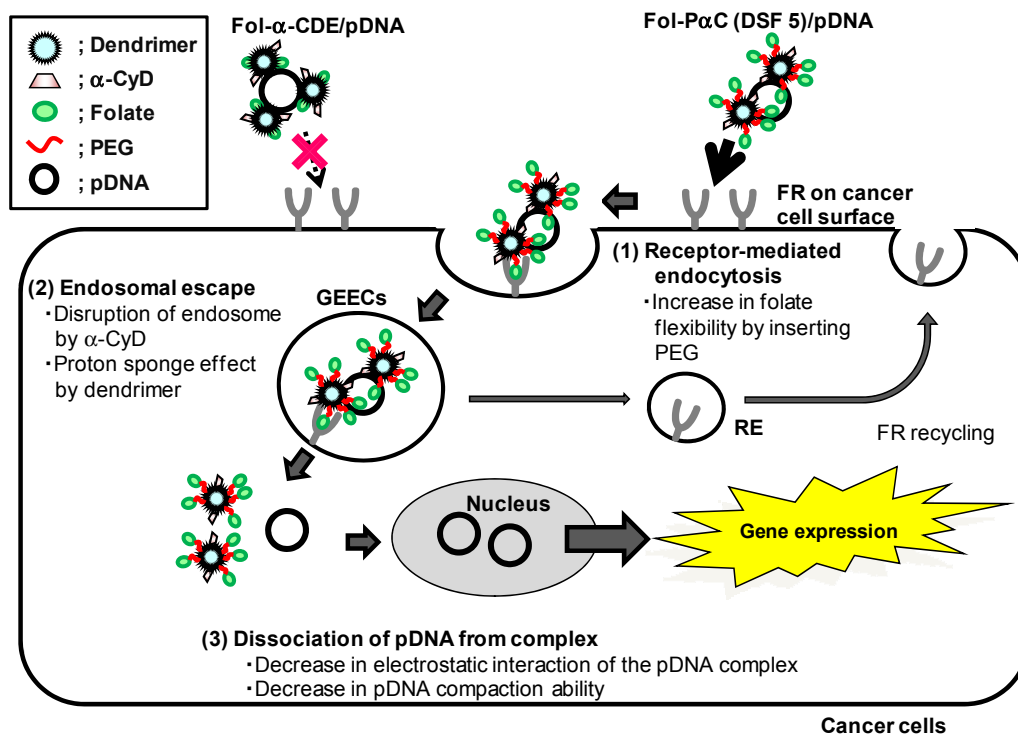 Fol-α-CDE/pDNA
Fol-PαC (DSF 5)/pDNA
; Dendrimer
; α-CyD
; Folate
; PEG
; pDNA
FR on cancer
cell surface
(1) Receptor-mediated
endocytosis
・Increase in folate
flexibility by inserting
PEG
(2) Endosomal escape
・Disruption of endosome
by α-CyD
・Proton sponge effect
by dendrimer
GEECs
RE
FR recycling
Nucleus
Gene expression
(3) Dissociation of pDNA from complex
・Decrease in electrostatic interaction of the pDNA complex
・Decrease in pDNA compaction ability
Cancer cells